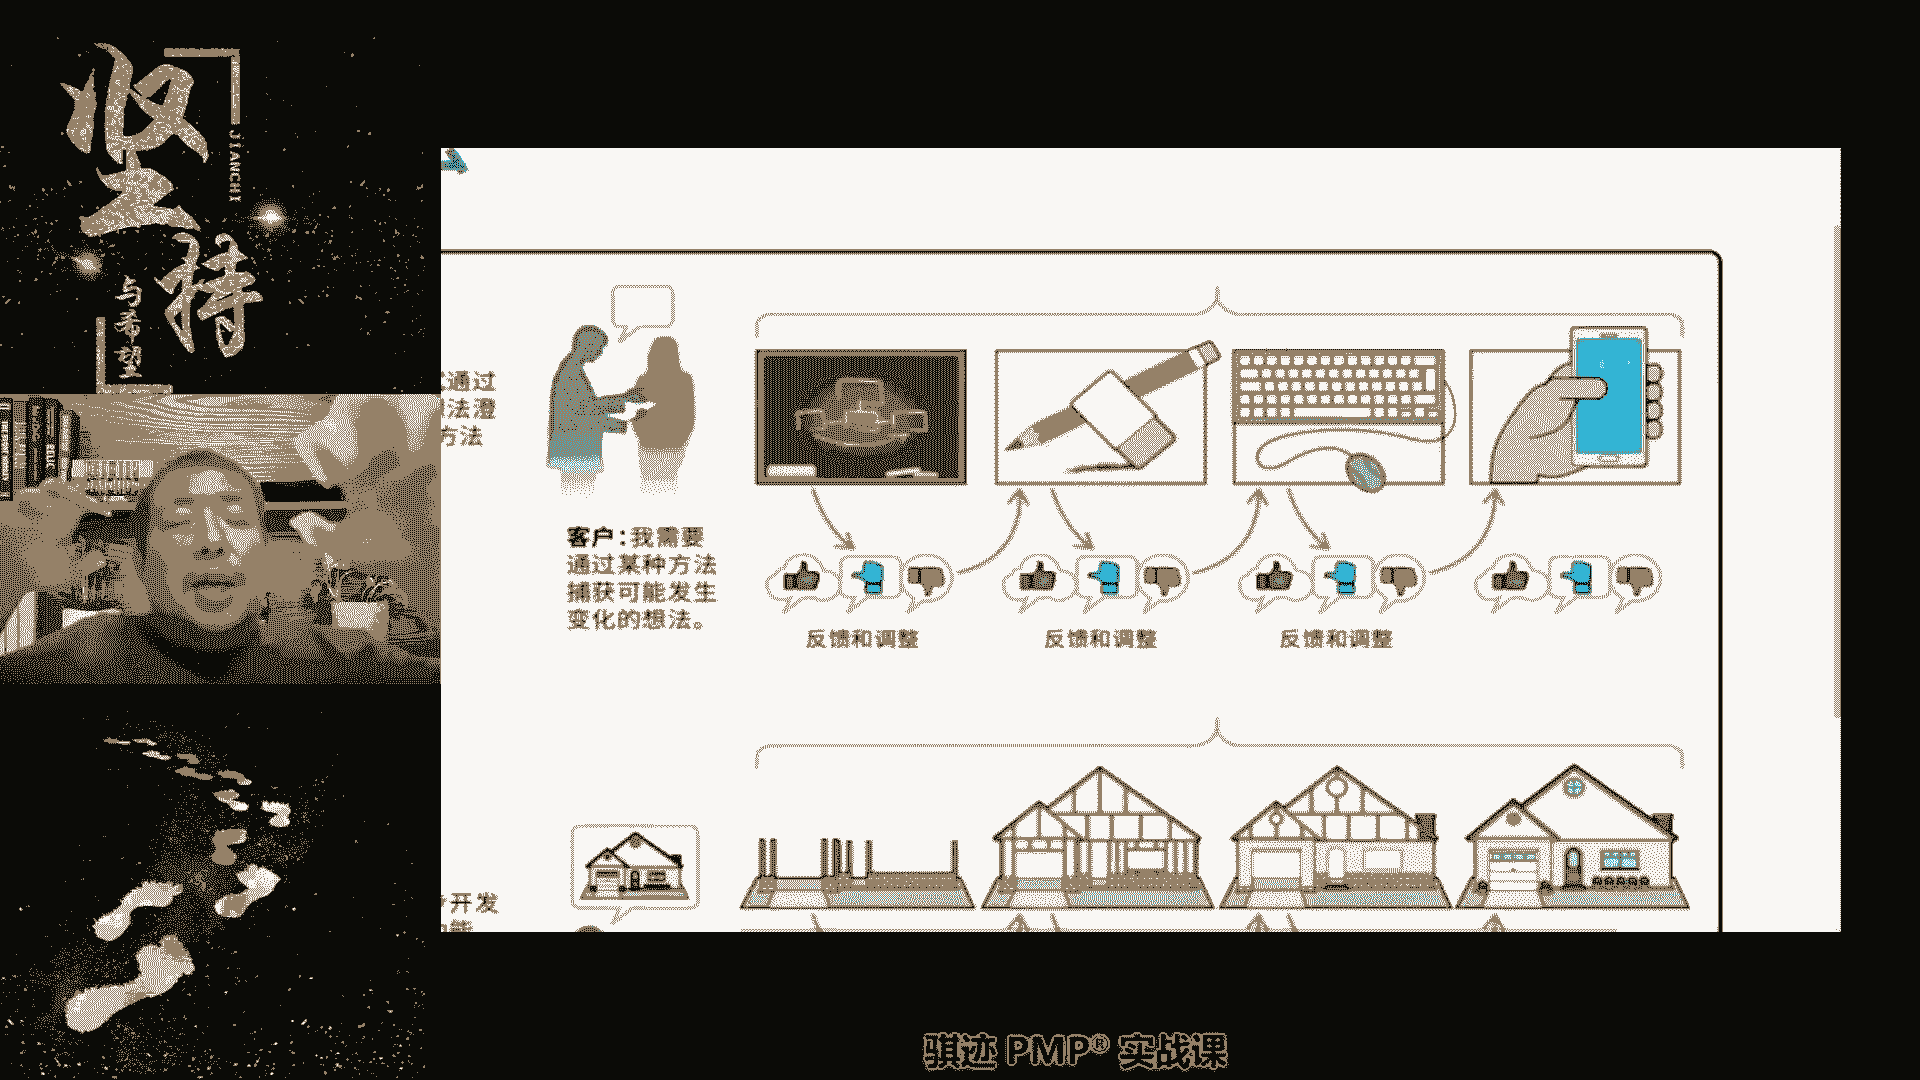 坚持
JIANCHI
与希望
通过
法澄
方法
客户：我需要
通过某种方法
捕获可能发生
变化的想法。
反馈和调整
反馈和调整
反馈和调整
开发
骐迹 PMP® 实战课